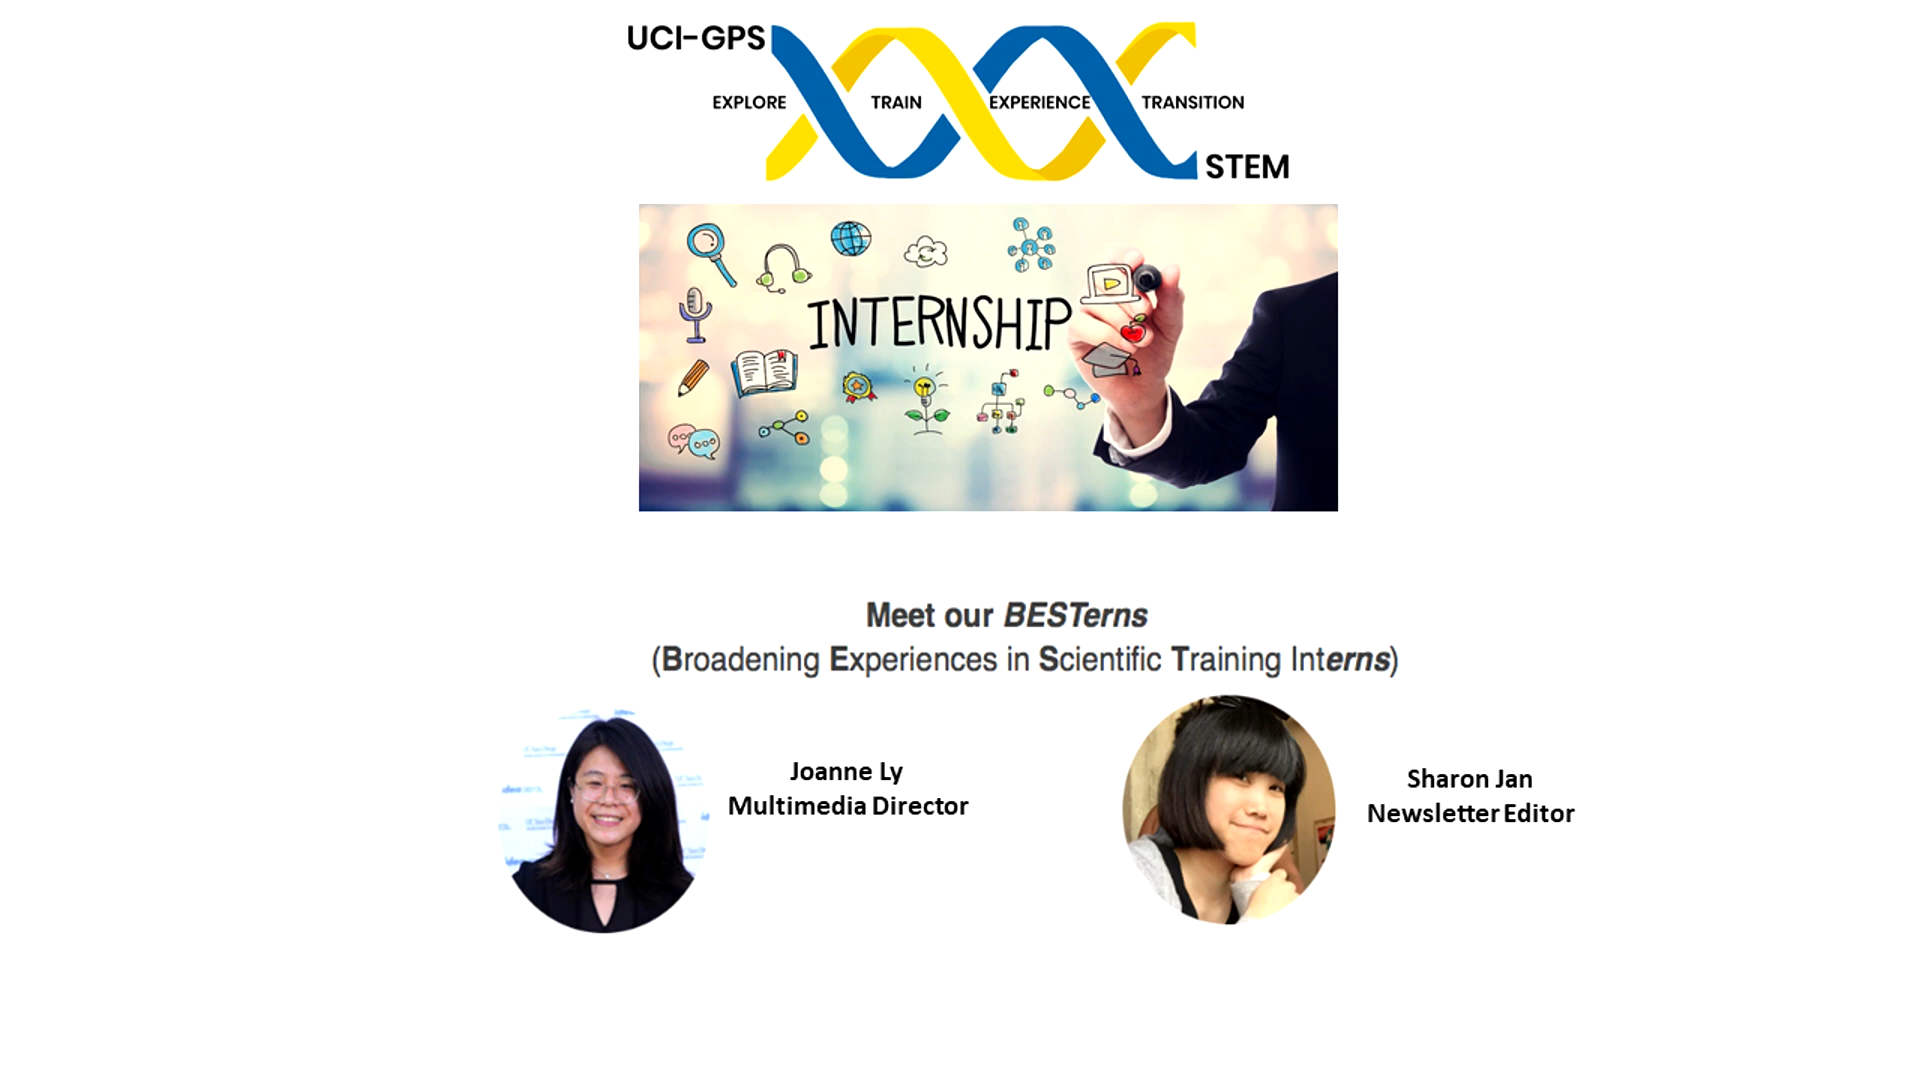 UCI-GPS
EXPLORE TRAIN EXPERIENCE TRANSITION
STEM
INTERNSHIP
Meet our BESTerns
(Broadening Experiences in Scientific Training Interns)
Joanne Ly
Multimedia Director
Sharon Jan
Newsletter Editor